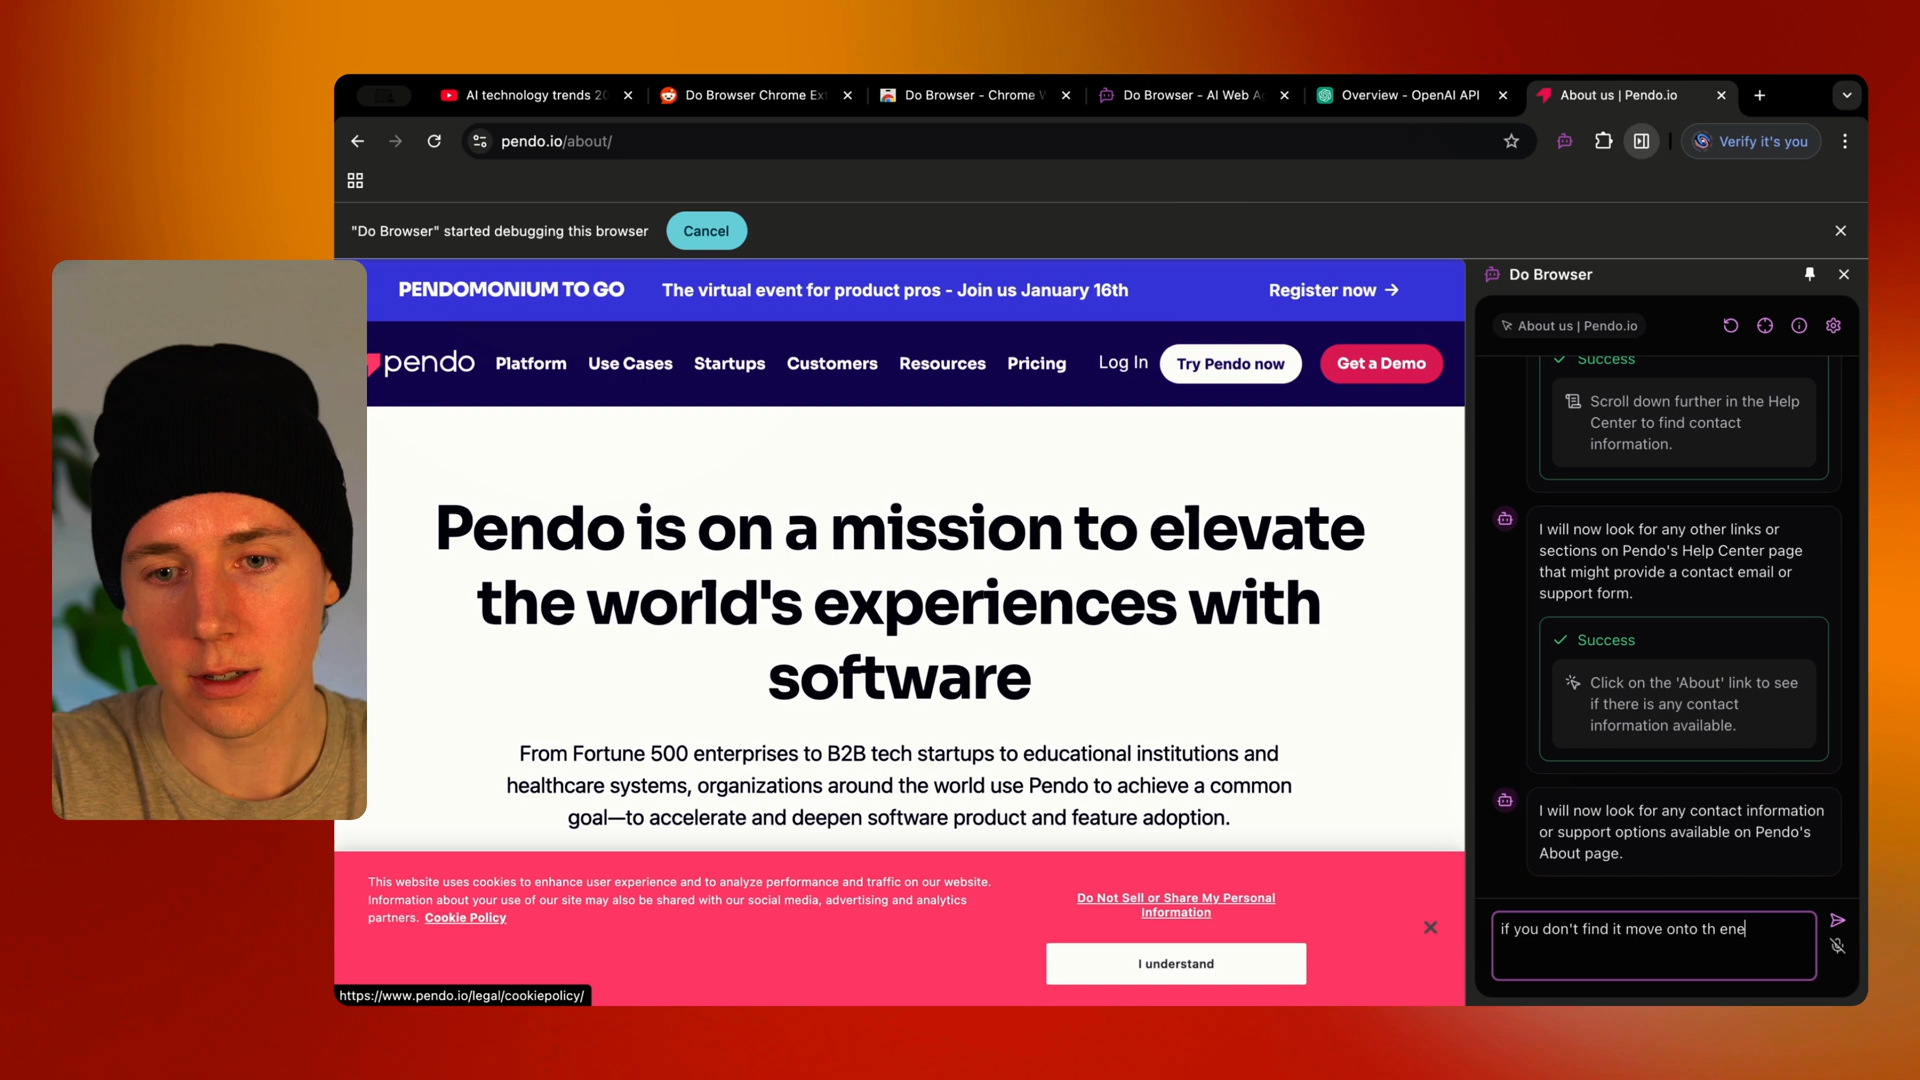 AI technology trends 20
Do Browser Chrome Ext
Do Browser - Chrome W
Do Browser - AI Web Ag
Overview - OpenAI API
About us | Pendo.io
pendo.io/about/
Verify it's you
"Do Browser" started debugging this browser
Cancel
PENDOMONIUM TO GO
The virtual event for product pros - Join us January 16th
Register now →
pendo
Platform
Use Cases
Startups
Customers
Resources
Pricing
Log In
Try Pendo now
Get a Demo
Pendo is on a mission to elevate
the world's experiences with
software
From Fortune 500 enterprises to B2B tech startups to educational institutions and
healthcare systems, organizations around the world use Pendo to achieve a common
goal—to accelerate and deepen software product and feature adoption.
This website uses cookies to enhance user experience and to analyze performance and traffic on our website.
Information about your use of our site may also be shared with our social media, advertising and analytics
partners. Cookie Policy
Do Not Sell or Share My Personal
Information
I understand
https://www.pendo.io/legal/cookiepolicy/
Do Browser
About us | Pendo.io
Success
Scroll down further in the Help
Center to find contact
information.
I will now look for any other links or
sections on Pendo's Help Center page
that might provide a contact email or
support form.
Success
Click on the 'About' link to see
if there is any contact
information available.
I will now look for any contact information
or support options available on Pendo's
About page.
if you don't find it move onto th ene